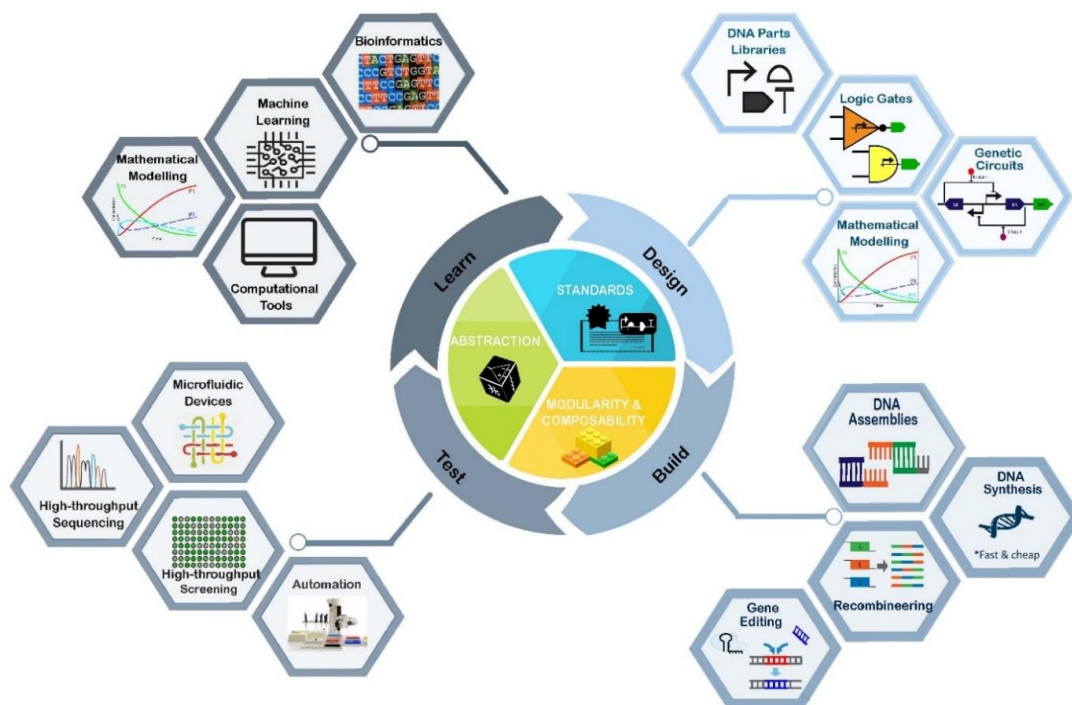 Bioinformatics
Machine
Learning
Mathematical
Modelling
Computational
Tools
DNA Parts
Libraries
Logic Gates
Genetic
Circuits
Mathematical
Modelling
Learn
Design
Build
Test
STANDARDS
ABSTRACTION
MODULARITY &
COMPOSABILITY
Microfluidic
Devices
High-throughput
Sequencing
High-throughput
Screening
Automation
DNA
Assemblies
DNA
Synthesis
*Fast & cheap
Recombineering
Gene
Editing